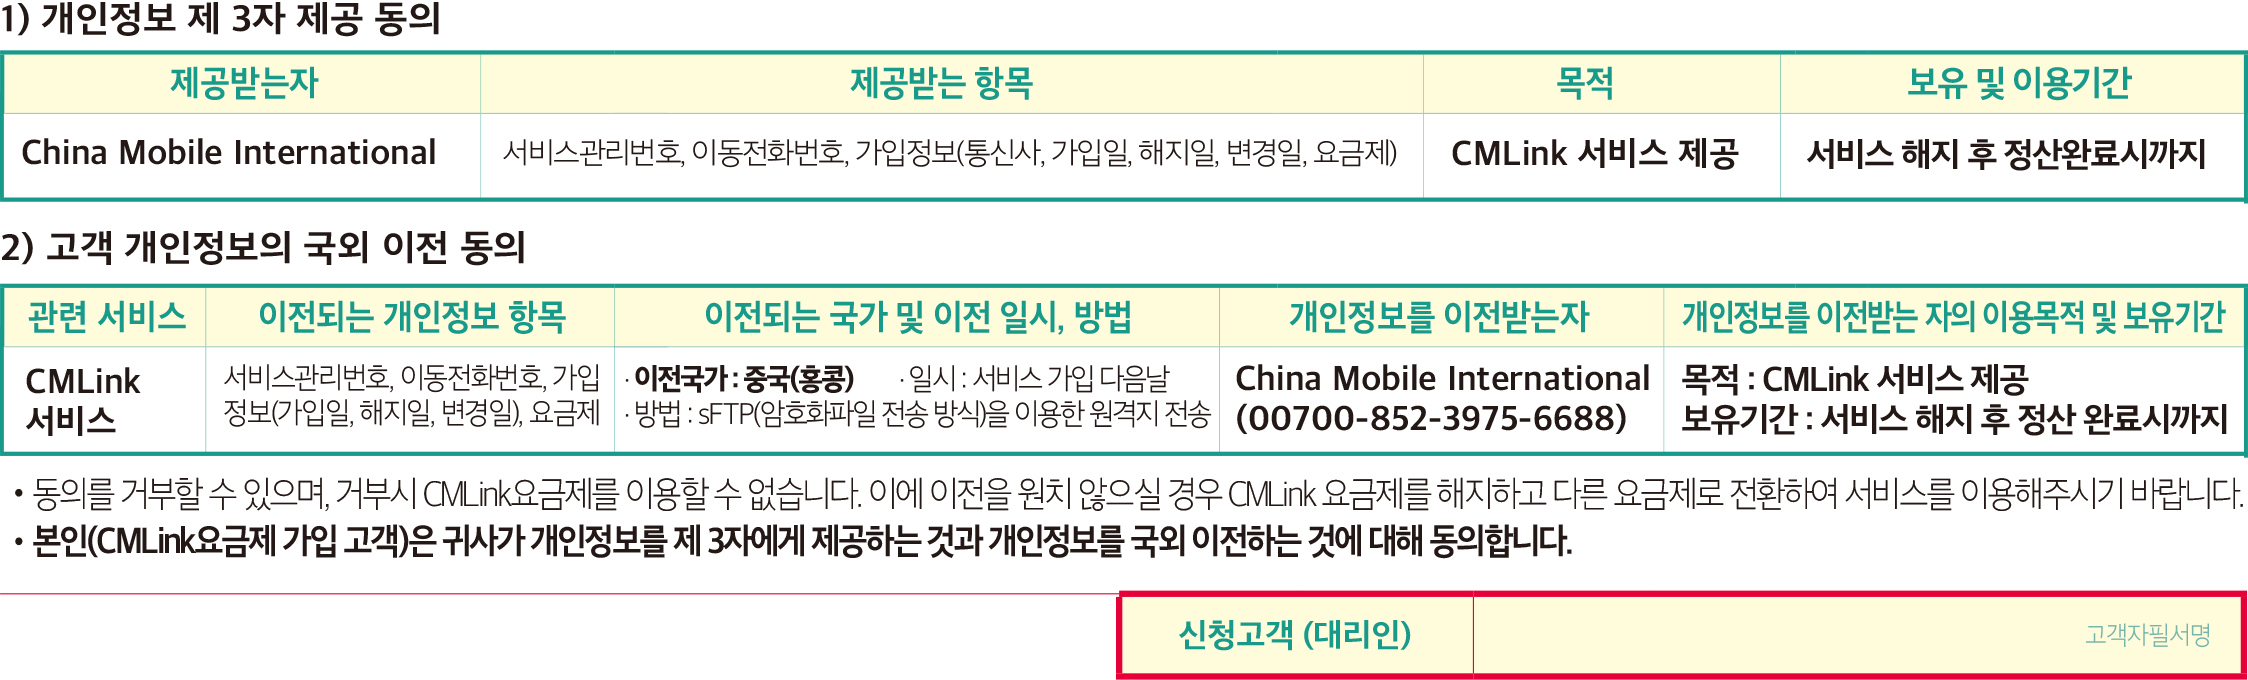 1) 개인정보 제 3자 제공 동의
제공받는자 제공받는 항목 목적 보유 및 이용기간
China Mobile International 서비스관리번호, 이동전화번호, 가입정보(통신사, 가입일, 해지일, 변경일, 요금제) CMLink 서비스 제공 서비스 해지 후 정산완료시까지
2) 고객 개인정보의 국외 이전 동의
관련 서비스 이전되는 개인정보 항목 이전되는 국가 및 이전 일시, 방법 개인정보를 이전받는자 개인정보를 이전받는 자의 이용목적 및 보유기간
CMLink
서비스
서비스관리번호, 이동전화번호, 가입
정보(가입일, 해지일, 변경일), 요금제
· 이전국가 : 중국(홍콩) · 일시 : 서비스 가입 다음날
· 방법 : sFTP(암호화파일 전송 방식)을 이용한 원격지 전송
China Mobile International
(00700-852-3975-6688)
목적 : CMLink 서비스 제공
보유기간 : 서비스 해지 후 정산 완료시까지
• 동의를 거부할 수 있으며, 거부시 CMLink요금제를 이용할 수 없습니다. 이에 이전을 원치 않으실 경우 CMLink 요금제를 해지하고 다른 요금제로 전환하여 서비스를 이용해주시기 바랍니다.
• 본인(CMLink요금제 가입 고객)은 귀사가 개인정보를 제 3자에게 제공하는 것과 개인정보를 국외 이전하는 것에 대해 동의합니다.
신청고객 (대리인) 고객자필서명